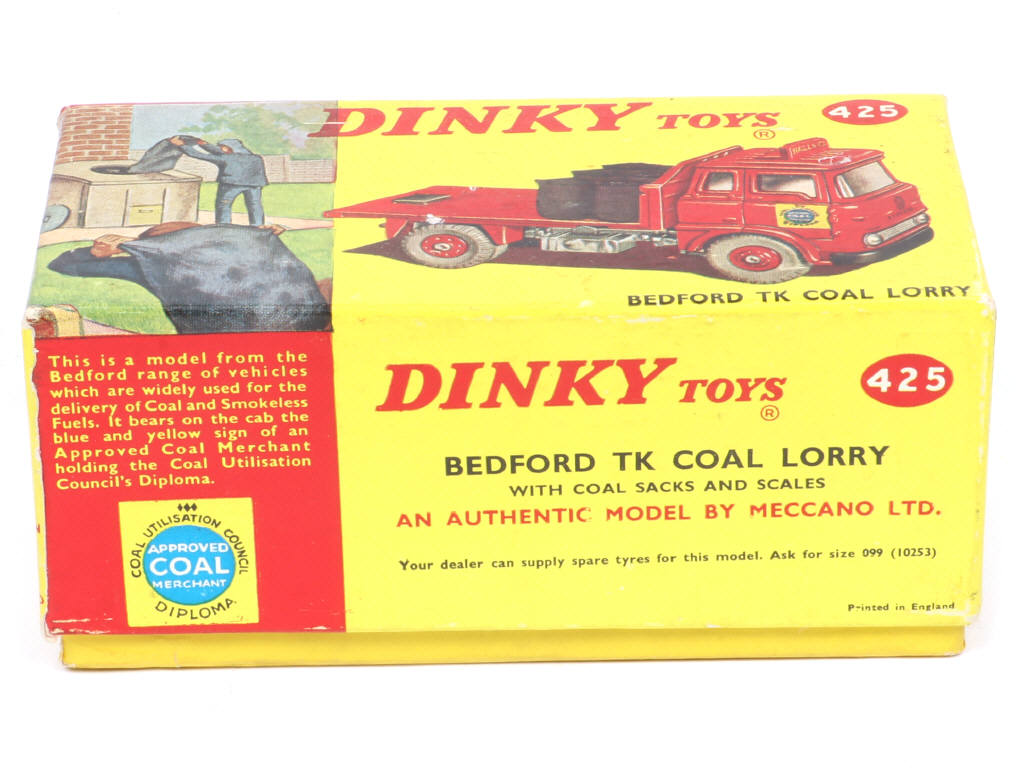 DINKY TOYS
®
425
BEDFORD TK COAL LORRY
This is a model from the
Bedford range of vehicles
which are widely used for the
delivery of Coal and Smokeless
Fuels. It bears on the cab the
blue and yellow sign of an
Approved Coal Merchant
holding the Coal Utilisation
Council's Diploma.
COAL UTILISATION COUNCIL
APPROVED
COAL
MERCHANT
DIPLOMA
DINKY TOYS
®
425
BEDFORD TK COAL LORRY
WITH COAL SACKS AND SCALES
AN AUTHENTIC MODEL BY MECCANO LTD.
Your dealer can supply spare tyres for this model. Ask for size 099 (10253)
Printed in England